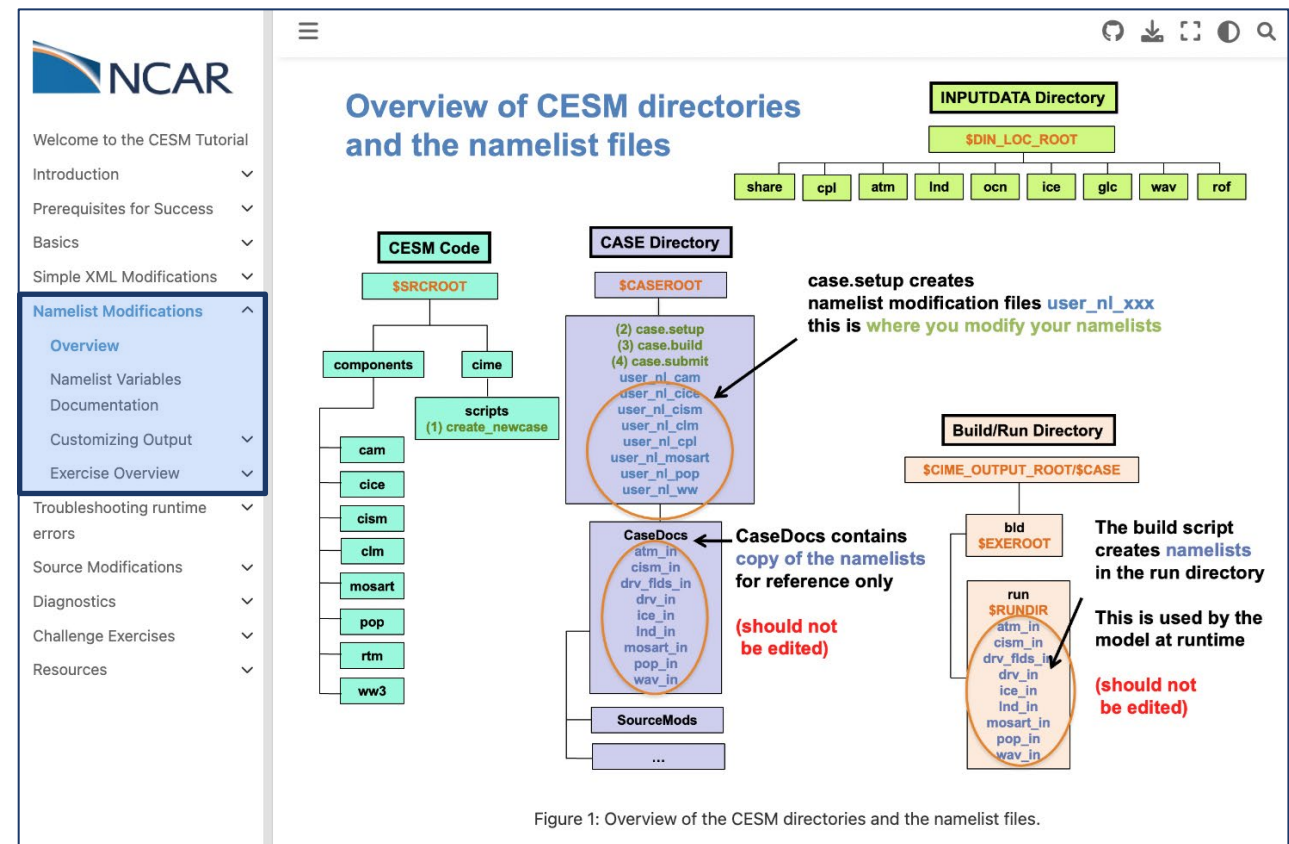 NCAR
Welcome to the CESM Tutorial
Introduction
Prerequisites for Success
Basics
Simple XML Modifications
Namelist Modifications
Overview
Namelist Variables
Documentation
Customizing Output
Exercise Overview
Troubleshooting runtime
errors
Source Modifications
Diagnostics
Challenge Exercises
Resources
Overview of CESM directories
and the namelist files
INPUTDATA Directory
$DIN_LOC_ROOT
share
cpl
atm
lnd
ocn
ice
glc
wav
rof
CESM Code
$SRCROOT
components
cime
scripts
(1) create_newcase
cam
cice
cism
clm
mosart
pop
rtm
ww3
CASE Directory
$CASEROOT
(2) case.setup
(3) case.build
(4) case.submit
user_nl_cam
user_nl_cice
user_nl_cism
user_nl_clm
user_nl_cpl
user_nl_mosart
user_nl_pop
user_nl_ww
CaseDocs
atm_in
cism_in
drv_flds_in
drv_in
ice_in
lnd_in
mosart_in
pop_in
wav_in
SourceMods
...
case.setup creates
namelist modification files user_nl_xxx
this is where you modify your namelists
CaseDocs contains
copy of the namelists
for reference only
(should not
be edited)
Build/Run Directory
$CIME_OUTPUT_ROOT/$CASE
bld
$EXEROOT
run
$RUNDIR
atm_in
cism_in
drv_flds_in
drv_in
ice_in
lnd_in
mosart_in
pop_in
wav_in
The build script
creates namelists
in the run directory
This is used by the
model at runtime
(should not
be edited)
Figure 1: Overview of the CESM directories and the namelist files.